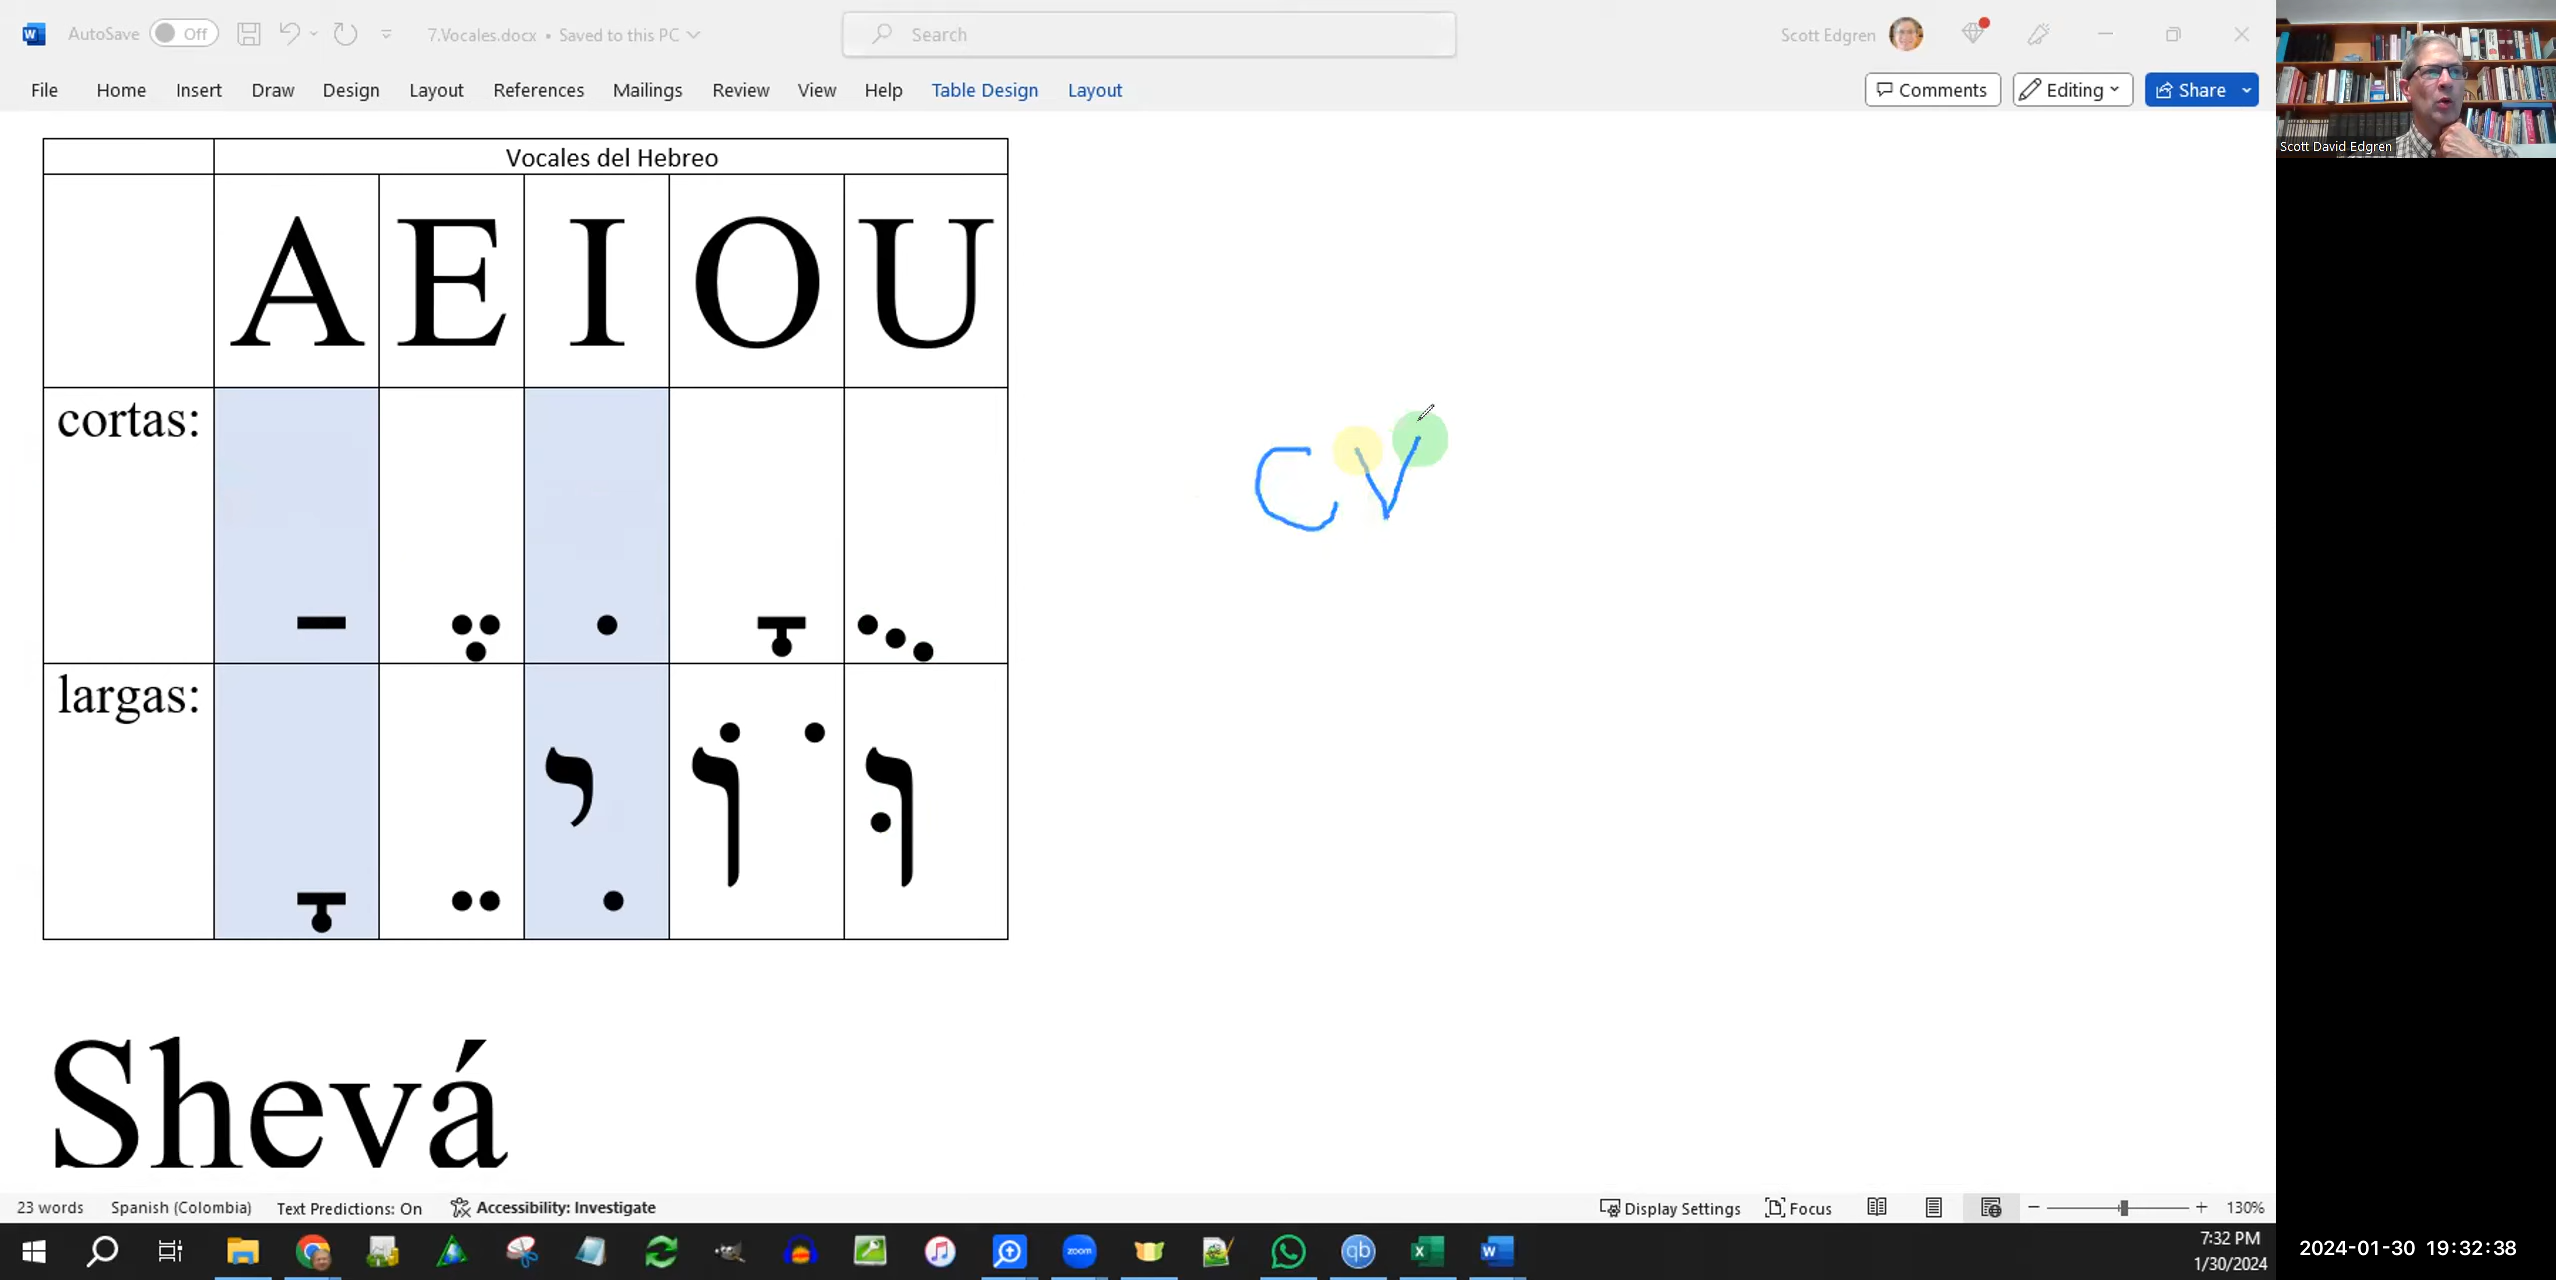 AutoSave Off 7.Vocales.docx • Saved to this PC Search Scott Edgren
File Home Insert Draw Design Layout References Mailings Review View Help Table Design Layout Comments Editing Share
Scott David Edgren
Vocales del Hebreo
A E I O U
cortas: ַ ֶ ִ ָ ֻ
largas: ָ ֵ ִי וֹ ֹ וּ
CV
Shevá
23 words Spanish (Colombia) Text Predictions: On Accessibility: Investigate Display Settings Focus 130%
zoom qb
7:32 PM
1/30/2024
2024-01-30 19:32:38